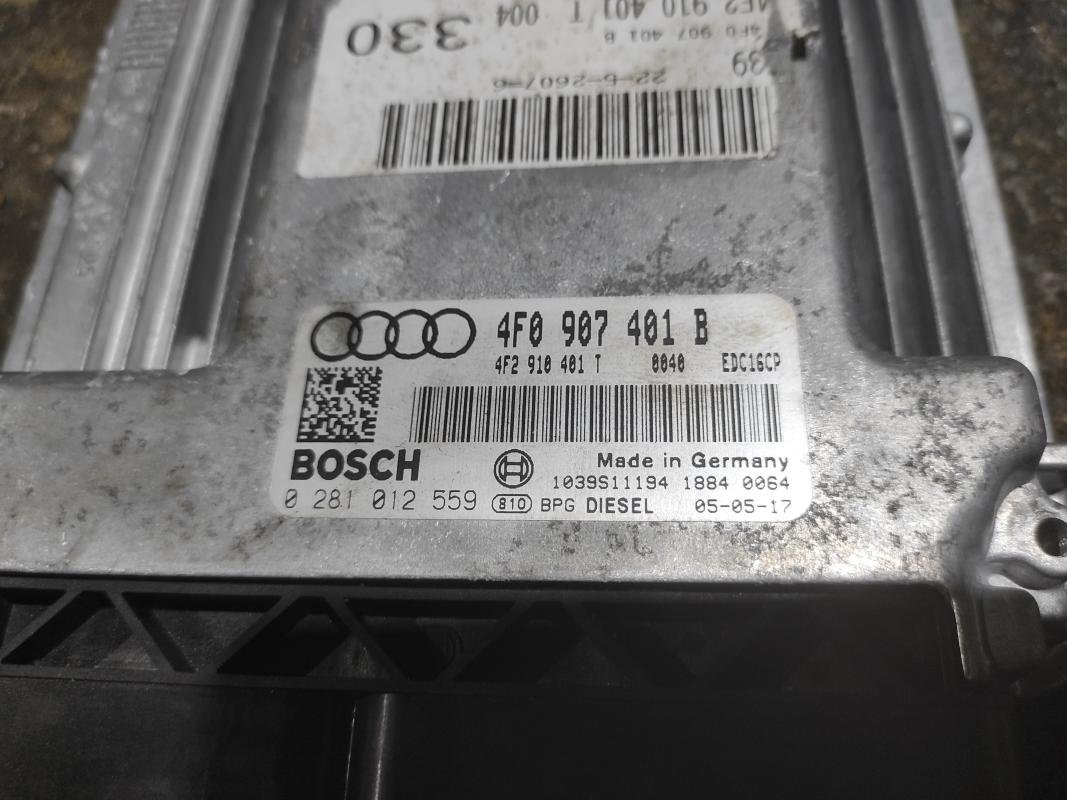 4F2 910 401 T 004
4F0 907 401 B
330
39
22-6-2607-6
4F0 907 401 B
4F2 910 401 T 0040 EDC16CP
BOSCH
Made in Germany
1039S11194 1884 0064
0 281 012 559 810 BPG DIESEL 05-05-17